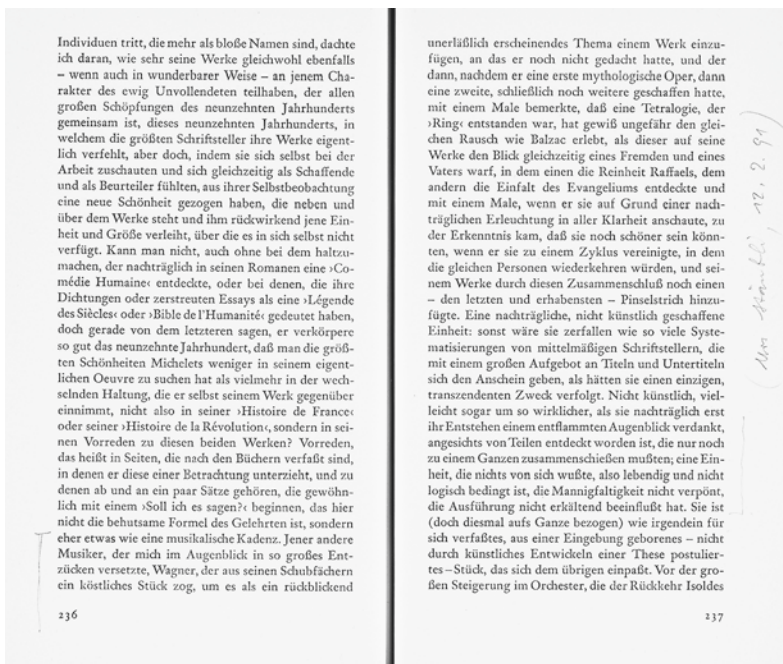 Individuen tritt, die mehr als bloße Namen sind, dachte
ich daran, wie sehr seine Werke gleichwohl ebenfalls
– wenn auch in wunderbarer Weise – an jenem Cha-
rakter des ewig Unvollendeten teilhaben, der allen
großen Schöpfungen des neunzehnten Jahrhunderts
gemeinsam ist, dieses neunzehnten Jahrhunderts, in
welchem die größten Schriftsteller ihre Werke eigent-
lich verfehlt, aber doch, indem sie sich selbst bei der
Arbeit zuschauten und sich gleichzeitig als Schaffende
und als Beurteiler fühlten, aus ihrer Selbstbeobachtung
eine neue Schönheit gezogen haben, die neben und
über dem Werke steht und ihm rückwirkend jene Ein-
heit und Größe verleiht, über die es in sich selbst nicht
verfügt. Kann man nicht, auch ohne bei dem haltzu-
machen, der nachträglich in seinen Romanen eine ›Co-
médie Humaine‹ entdeckte, oder bei denen, die ihre
Dichtungen oder zerstreuten Essays als eine ›Légende
des Siècles‹ oder ›Bible de l'Humanité‹ gedeutet haben,
doch gerade von dem letzteren sagen, er verkörpere
so gut das neunzehnte Jahrhundert, daß man die größ-
ten Schönheiten Michelets weniger in seinem eigent-
lichen Oeuvre zu suchen hat als vielmehr in der wech-
selnden Haltung, die er selbst seinem Werk gegenüber
einnimmt, nicht also in seiner ›Histoire de France‹
oder seiner ›Histoire de la Révolution‹, sondern in sei-
nen Vorreden zu diesen beiden Werken? Vorreden,
das heißt in Seiten, die nach den Büchern verfaßt sind,
in denen er diese einer Betrachtung unterzieht, und zu
denen ab und an ein paar Sätze gehören, die gewöhn-
lich mit einem ›Soll ich es sagen?‹ beginnen, das hier
nicht die behutsame Formel des Gelehrten ist, sondern
eher etwas wie eine musikalische Kadenz. Jener andere
Musiker, der mich im Augenblick in so großes Ent-
zücken versetzte, Wagner, der aus seinen Schubfächern
ein köstliches Stück zog, um es als ein rückblickend
236
unerläßlich erscheinendes Thema einem Werk einzu-
fügen, an das er noch nicht gedacht hatte, und der
dann, nachdem er eine erste mythologische Oper, dann
eine zweite, schließlich noch weitere geschaffen hatte,
mit einem Male bemerkte, daß eine Tetralogie, der
›Ring‹ entstanden war, hat gewiß ungefähr den glei-
chen Rausch wie Balzac erlebt, als dieser auf seine
Werke den Blick gleichzeitig eines Fremden und eines
Vaters warf, in dem einen die Reinheit Raffaels, dem
andern die Einfalt des Evangeliums entdeckte und
mit einem Male, wenn er sie auf Grund einer nach-
träglichen Erleuchtung in aller Klarheit anschaute, zu
der Erkenntnis kam, daß sie noch schöner sein könn-
ten, wenn er sie zu einem Zyklus vereinigte, in dem
die gleichen Personen wiederkehren würden, und sei-
nem Werke durch diesen Zusammenschluß noch einen
– den letzten und erhabensten – Pinselstrich hinzu-
fügte. Eine nachträgliche, nicht künstlich geschaffene
Einheit: sonst wäre sie zerfallen wie so viele Syste-
matisierungen von mittelmäßigen Schriftstellern, die
mit einem großen Aufgebot an Titeln und Untertiteln
sich den Anschein geben, als hätten sie einen einzigen,
transzendenten Zweck verfolgt. Nicht künstlich, viel-
leicht sogar um so wirklicher, als sie nachträglich erst
ihr Entstehen einem entflammten Augenblick verdankt,
angesichts von Teilen entdeckt worden ist, die nur noch
zu einem Ganzen zusammenschießen mußten; eine Ein-
heit, die nichts von sich wußte, also lebendig und nicht
logisch bedingt ist, die Mannigfaltigkeit nicht verpönt,
die Ausführung nicht erkältend beeinflußt hat. Sie ist
(doch diesmal aufs Ganze bezogen) wie irgendein für
sich verfaßtes, aus einer Eingebung geborenes – nicht
durch künstliches Entwickeln einer These postulier-
tes – Stück, das sich dem übrigen einpaßt. Vor der gro-
ßen Steigerung im Orchester, die der Rückkehr Isoldes
237
12. 2. 91)